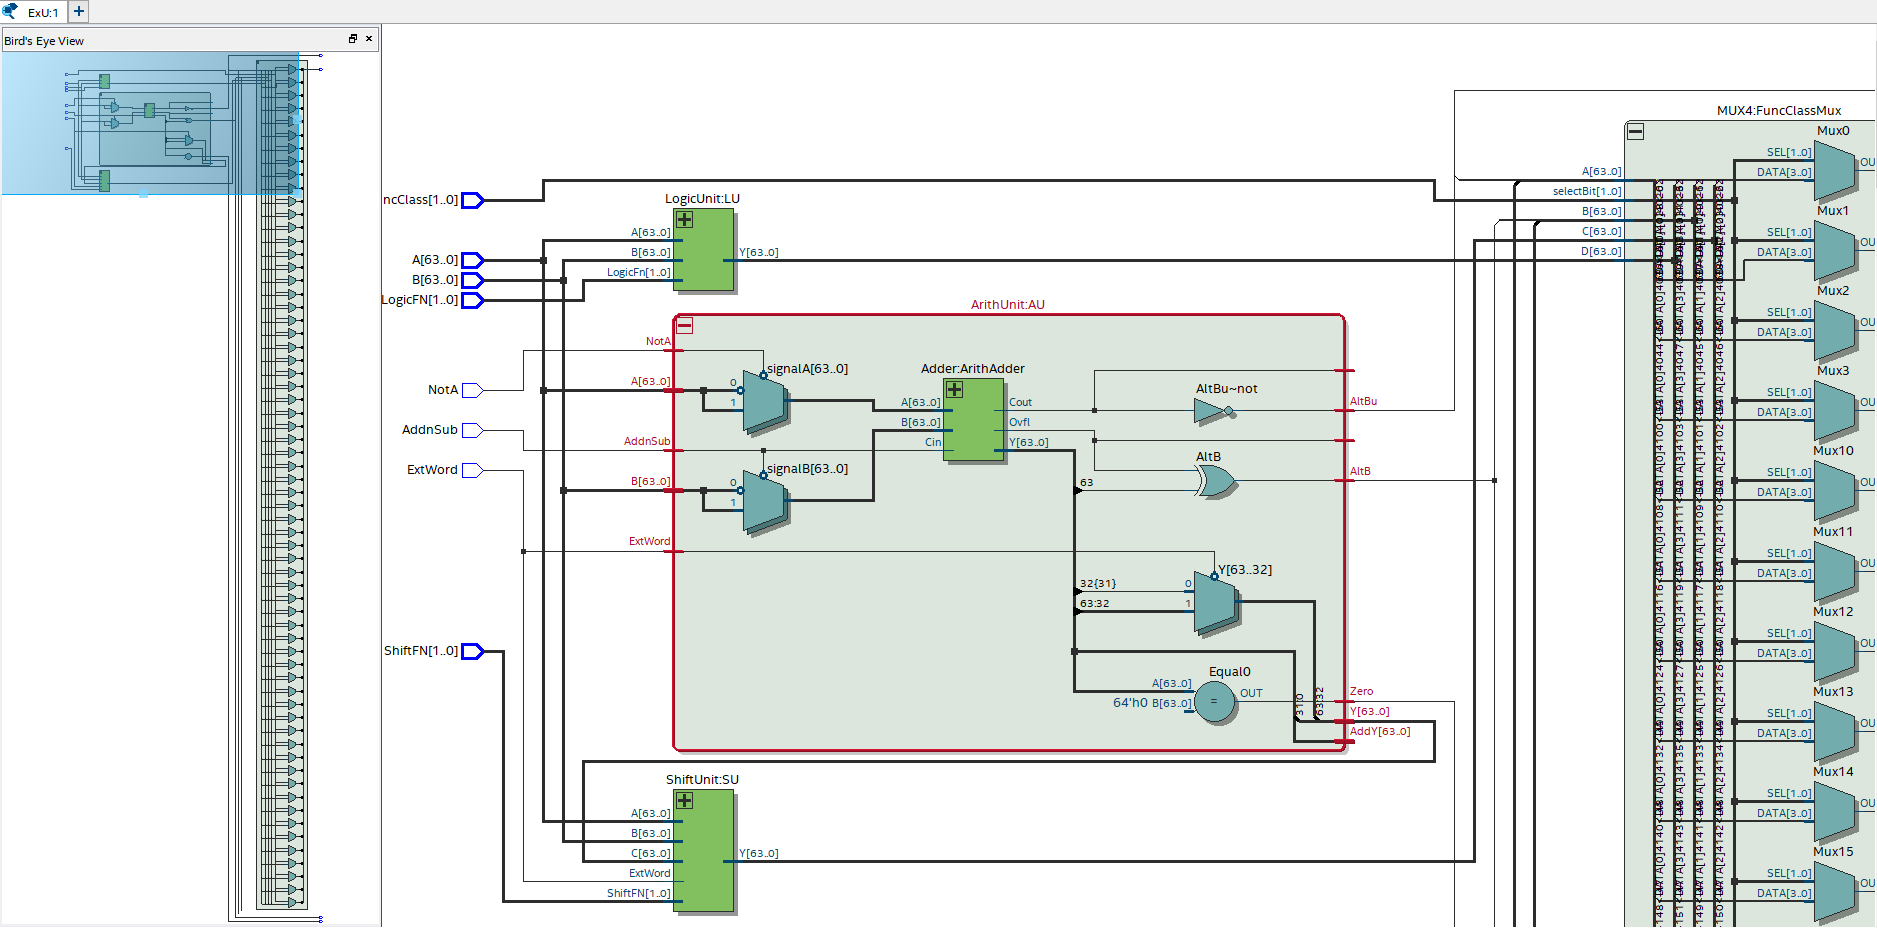 ExU:1
Bird's Eye View
MUX4:FuncClassMux
Mux0
SEL[1..0]
DATA[3..0]
OU
Mux1
SEL[1..0]
DATA[3..0]
OU
Mux2
SEL[1..0]
DATA[3..0]
OU
Mux3
SEL[1..0]
DATA[3..0]
OU
Mux10
SEL[1..0]
DATA[3..0]
OU
Mux11
SEL[1..0]
DATA[3..0]
OU
Mux12
SEL[1..0]
DATA[3..0]
OU
Mux13
SEL[1..0]
DATA[3..0]
OU
Mux14
SEL[1..0]
DATA[3..0]
OU
Mux15
SEL[1..0]
DATA[3..0]
OU
A[63..0]
selectBit[1..0]
B[63..0]
C[63..0]
D[63..0]
ncClass[1..0]
A[63..0]
B[63..0]
LogicFN[1..0]
NotA
AddnSub
ExtWord
ShiftFN[1..0]
LogicUnit:LU
A[63..0]
B[63..0]
LogicFn[1..0]
Y[63..0]
ArithUnit:AU
NotA
A[63..0]
AddnSub
B[63..0]
ExtWord
signalA[63..0]
0
1
signalB[63..0]
0
1
Adder:ArithAdder
A[63..0]
B[63..0]
Cin
Cout
Ovfl
Y[63..0]
AltBu~not
AltBu
AltB
63
AltB
Y[63..32]
32{31}
0
63:32
1
Equal0
A[63..0]
64'h0 B[63..0]
=
OUT
31:0
63:32
Zero
Y[63..0]
AddY[63..0]
ShiftUnit:SU
A[63..0]
B[63..0]
C[63..0]
ExtWord
ShiftFN[1..0]
Y[63..0]